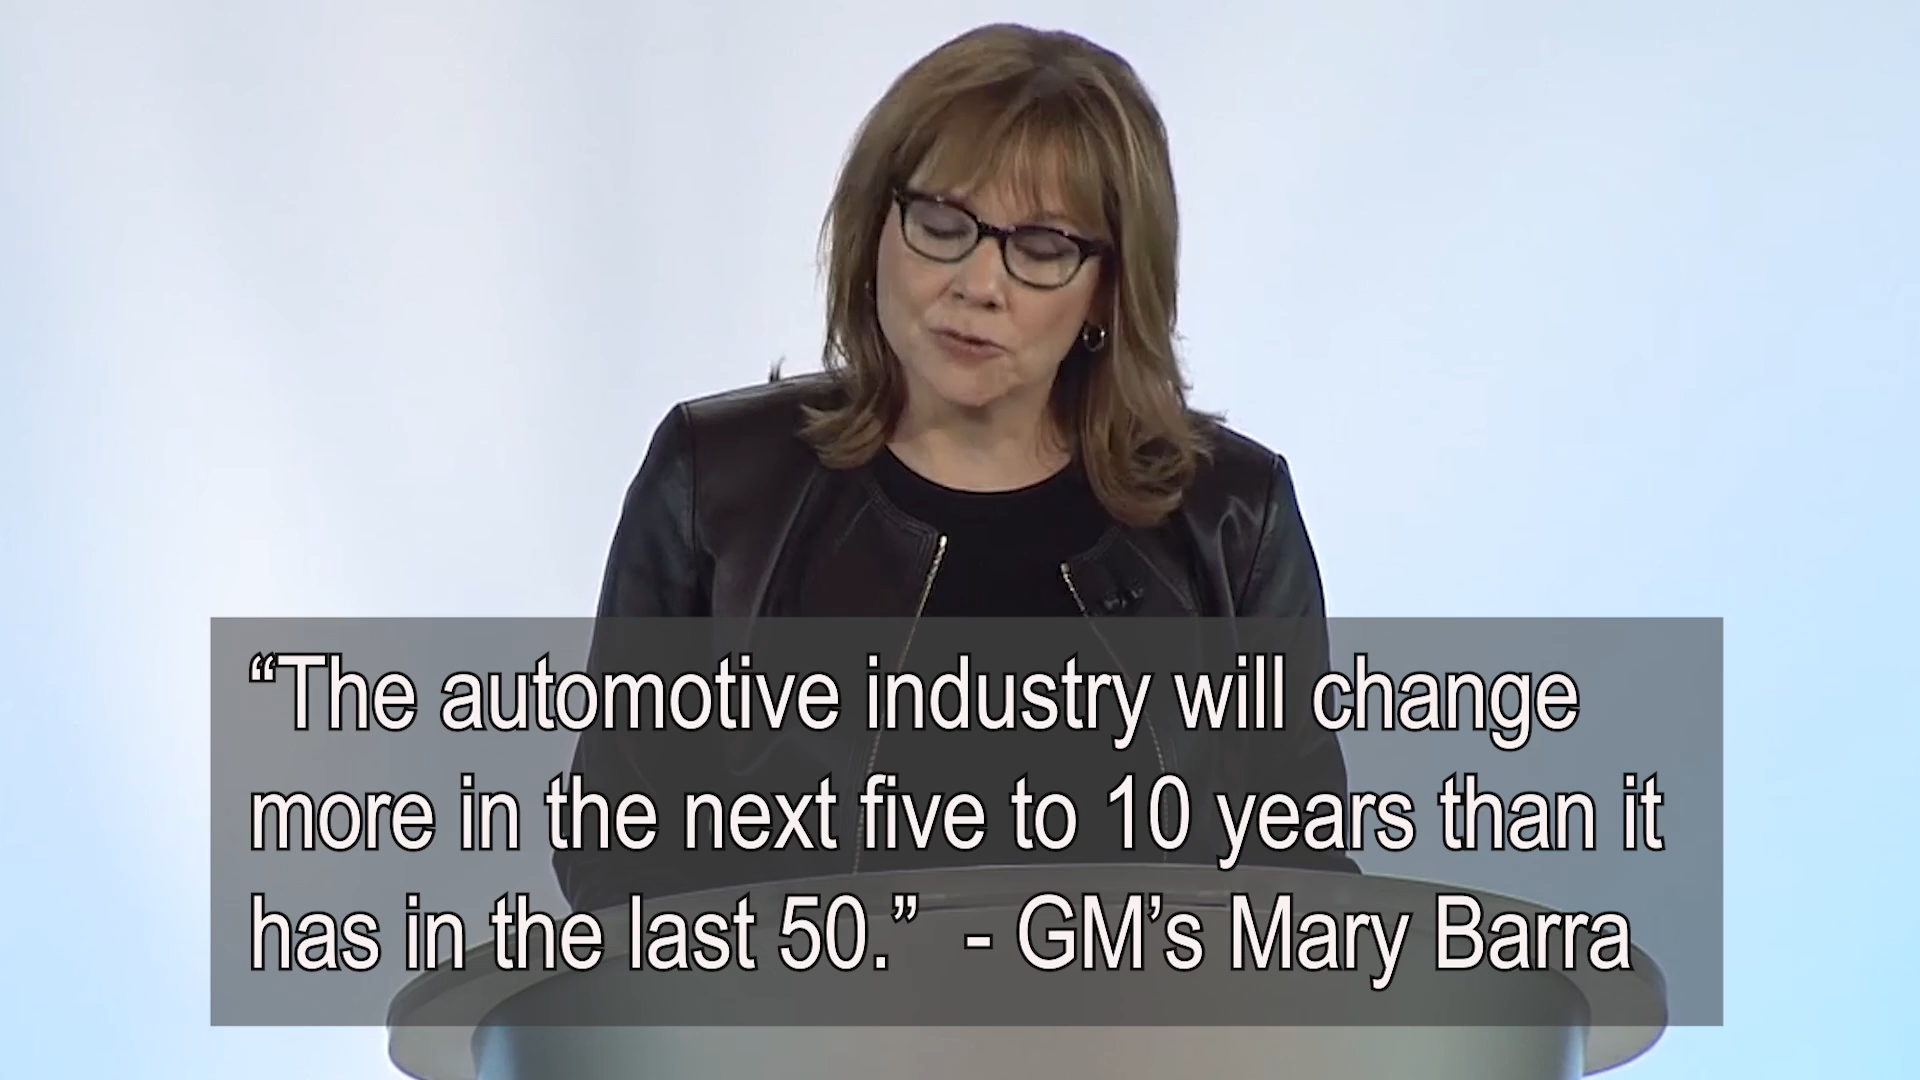 “The automotive industry will change
more in the next five to 10 years than it
has in the last 50.” - GM’s Mary Barra